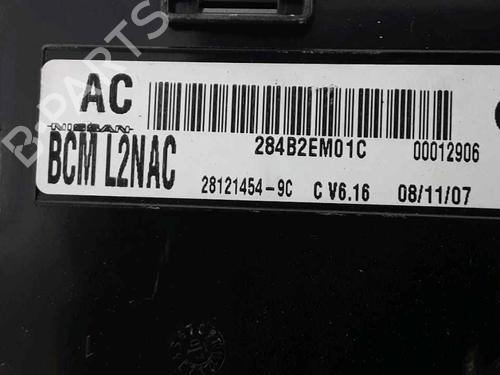 AC
NISSAN
BCM L2NAC
284B2EM01C 00012906
28121454-9C C V6.16 08/11/07
B-PARTS